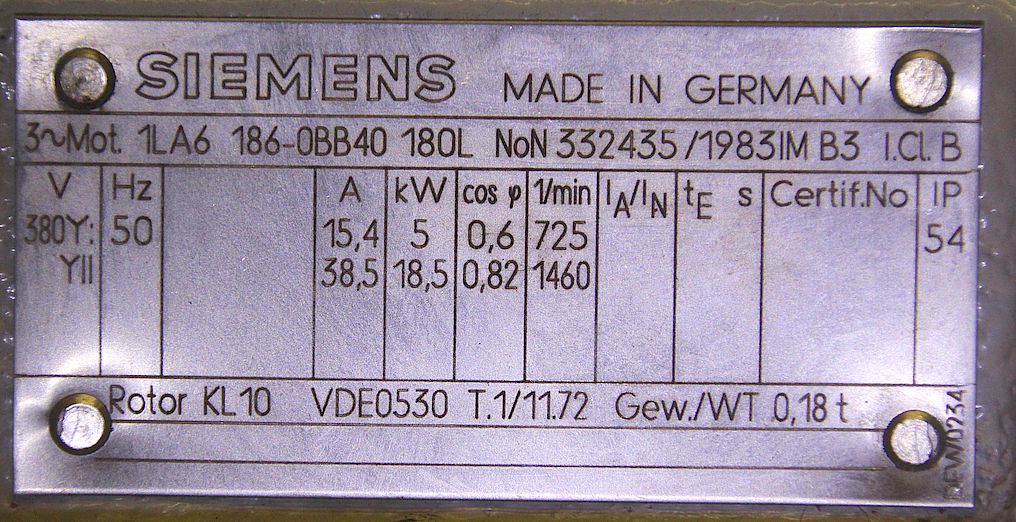 SIEMENS MADE IN GERMANY
3~Mot. 1LA6 186-0BB40 180L NoN 332435/1983 IM B3 I.Cl. B
V Hz A kW cos φ 1/min IA/IN tE s Certif.No IP
380Y: 50 15,4 5 0,6 725 54
YII 38,5 18,5 0,82 1460
Rotor KL10 VDE0530 T.1/11.72 Gew./WT 0,18 t